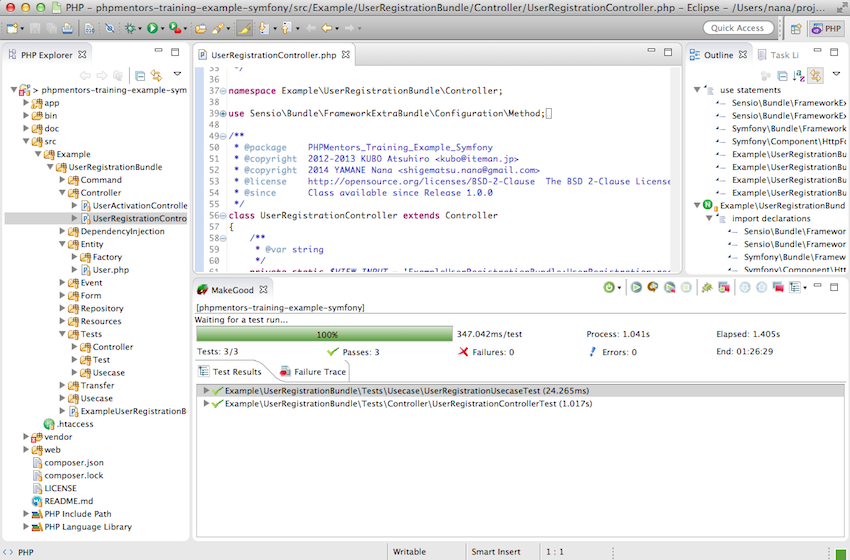 PHP – phpmentors-training-example-symfony/src/Example/UserRegistrationBundle/Controller/UserRegistrationController.php – Eclipse – /Users/nana/proj...
Quick Access
PHP
PHP Explorer
> phpmentors-training-example-sym
app
bin
doc
src
Example
UserRegistrationBundle
Command
Controller
UserActivationControlle
UserRegistrationContro
DependencyInjection
Entity
Factory
User.php
Event
Form
Repository
Resources
Tests
Controller
Test
Usecase
Transfer
Usecase
ExampleUserRegistrationB
.htaccess
vendor
web
composer.json
composer.lock
LICENSE
README.md
PHP Include Path
PHP Language Library
UserRegistrationController.php
35 */
36
37 namespace Example\UserRegistrationBundle\Controller;
38
39 use Sensio\Bundle\FrameworkExtraBundle\Configuration\Method;
48
49 /**
50 * @package PHPMentors_Training_Example_Symfony
51 * @copyright 2012-2013 KUBO Atsuhiro <kubo@iteman.jp>
52 * @copyright 2014 YAMANE Nana <shigematsu.nana@gmail.com>
53 * @license http://opensource.org/licenses/BSD-2-Clause The BSD 2-Clause License
54 * @since Class available since Release 1.0.0
55 */
56 class UserRegistrationController extends Controller
57 {
58 /**
59 * @var string
60 */
61 private static $VIEW_INPUT = 'ExampleUserRegistrationBundle:UserRegistration:reg
Outline
Task Li
use statements
Sensio\Bundle\FrameworkEx
Sensio\Bundle\FrameworkEx
Symfony\Bundle\Framework
Symfony\Component\HttpFo
Example\UserRegistrationBu
Example\UserRegistrationBu
Example\UserRegistrationBu
Example\UserRegistrationBu
Example\UserRegistrationBund
import declarations
Sensio\Bundle\Framewor
Sensio\Bundle\Framewor
Symfony\Bundle\Framew
Symfony\Component\Htt
MakeGood
[phpmentors-training-example-symfony]
Waiting for a test run...
100%
347.042ms/test
Process: 1.041s
Elapsed: 1.405s
Tests: 3/3
Passes: 3
Failures: 0
Errors: 0
End: 01:26:29
Test Results
Failure Trace
Example\UserRegistrationBundle\Tests\Usecase\UserRegistrationUsecaseTest (24.265ms)
Example\UserRegistrationBundle\Tests\Controller\UserRegistrationControllerTest (1.017s)
PHP
Writable
Smart Insert
1 : 1